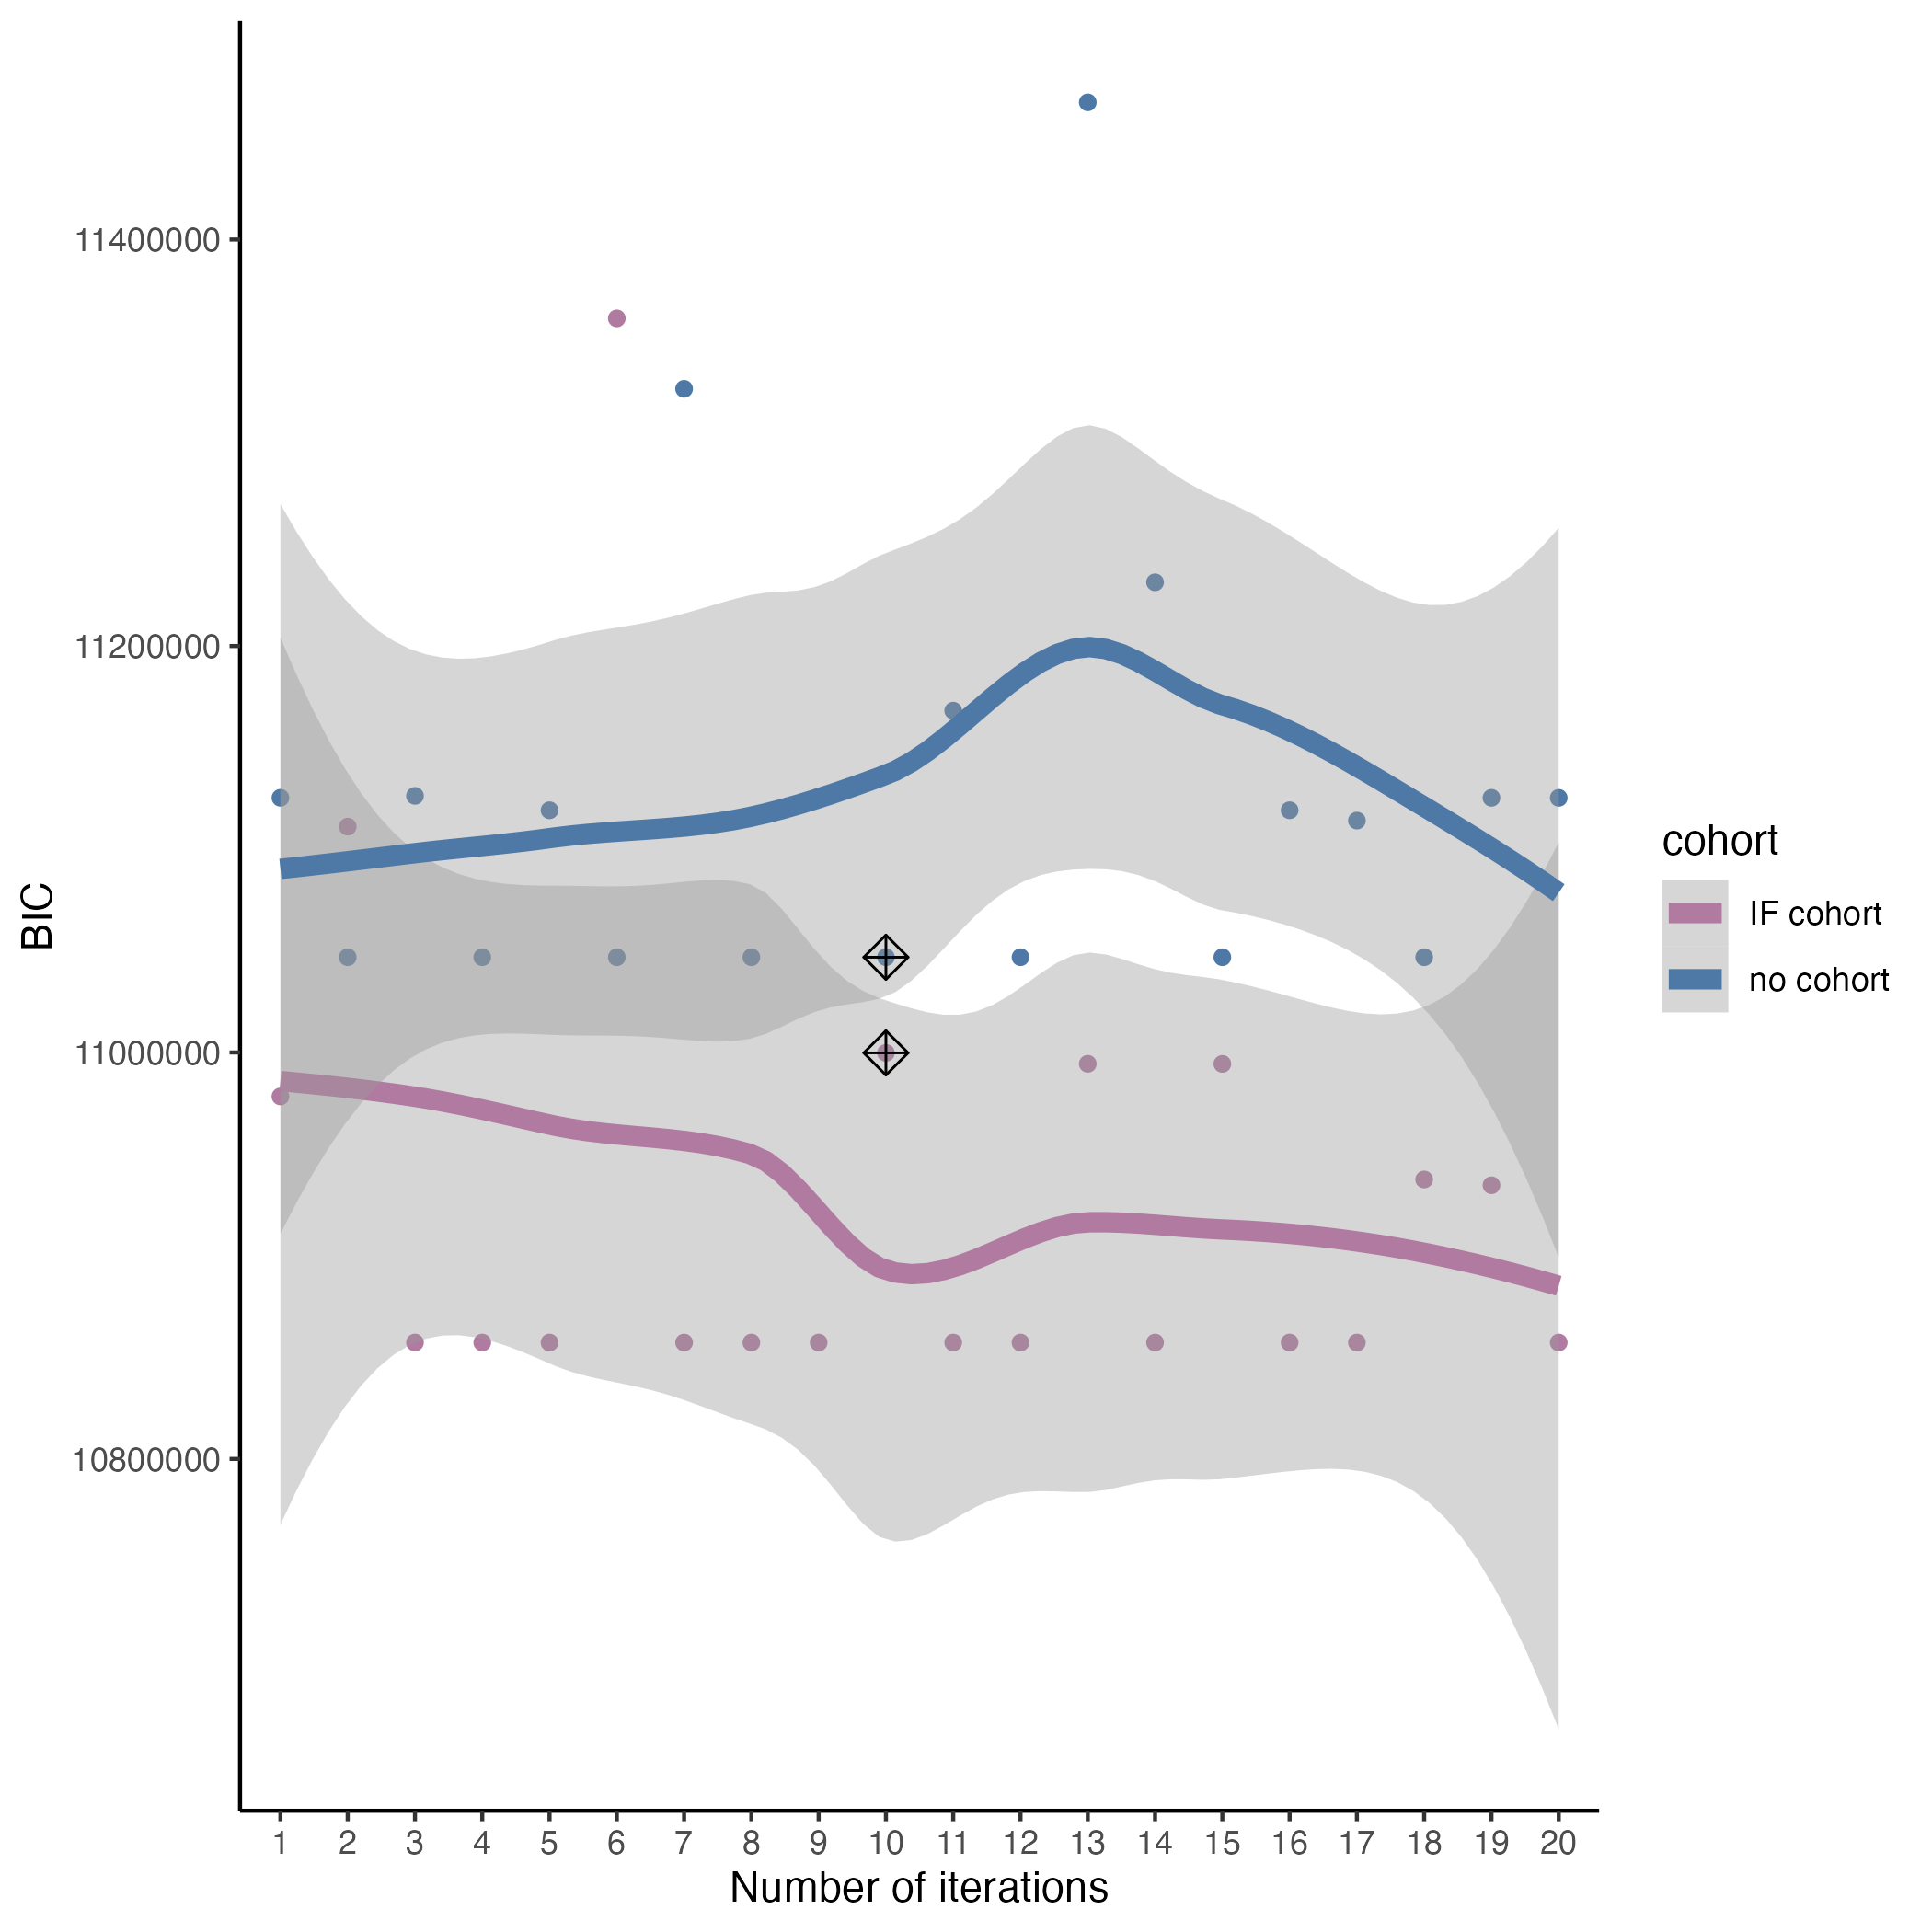 11400000
11200000
11000000
10800000
BIC
1 2 3 4 5 6 7 8 9 10 11 12 13 14 15 16 17 18 19 20
Number of iterations
cohort
IF cohort
no cohort